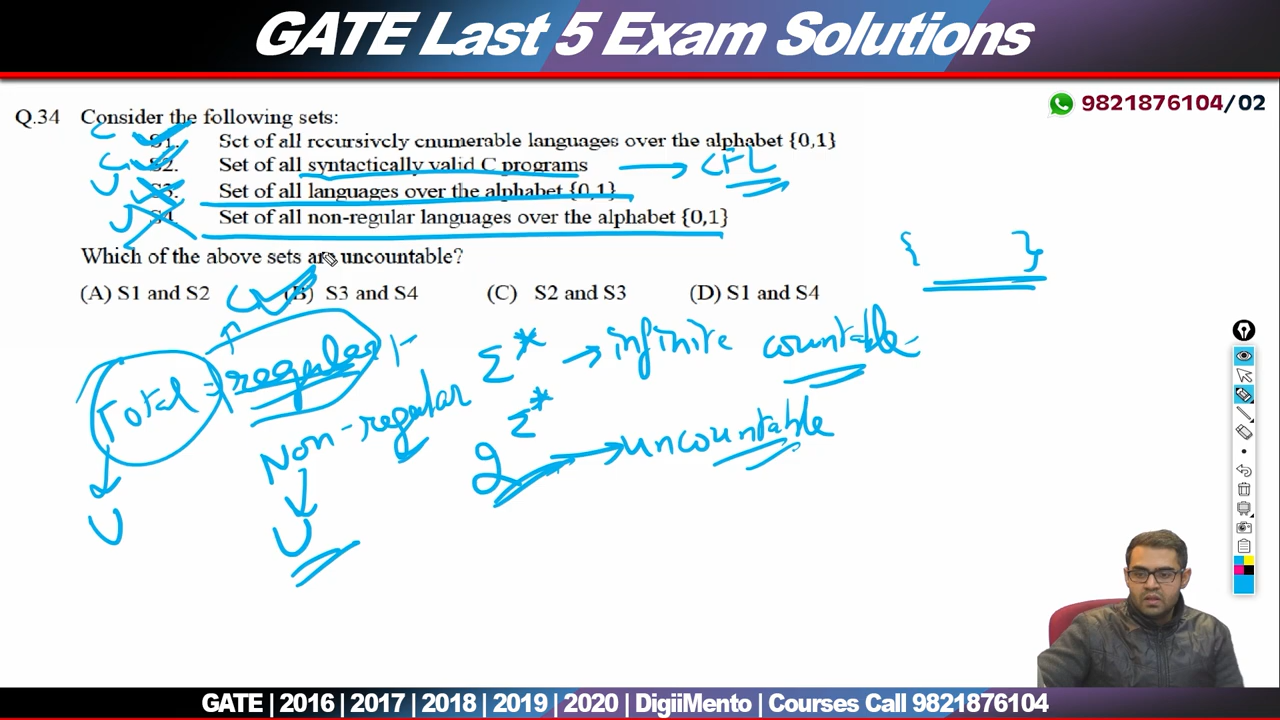 GATE Last 5 Exam Solutions
9821876104/02
Q.34 Consider the following sets:
C S1. Set of all recursively enumerable languages over the alphabet {0,1}
C S2. Set of all syntactically valid C programs → CFL
U S3. Set of all languages over the alphabet {0,1}
U S4. Set of all non-regular languages over the alphabet {0,1}
{ }
Which of the above sets are uncountable?
(A) S1 and S2 (B) S3 and S4 (C) S2 and S3 (D) S1 and S4
C
Total = regular +
Non-regular
U
U
Σ* → infinite countable
2^Σ* → uncountable
GATE | 2016 | 2017 | 2018 | 2019 | 2020 | DigiiMento | Courses Call 9821876104